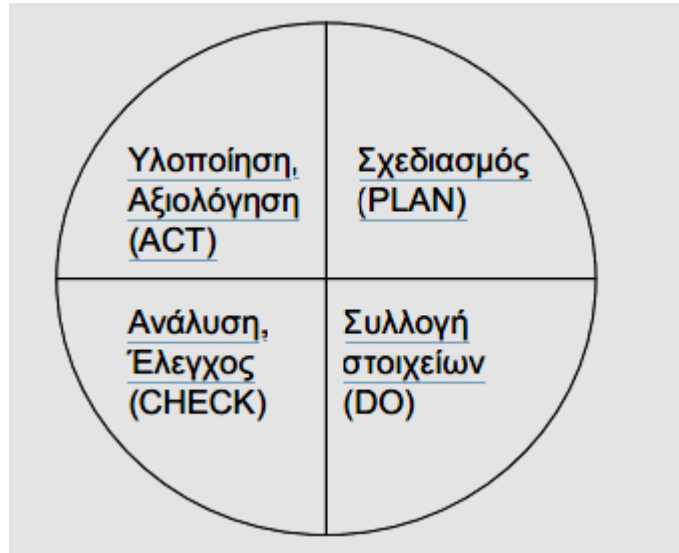 Υλοποίηση,
Αξιολόγηση
(ACT)
Σχεδιασμός
(PLAN)
Ανάλυση,
Έλεγχος
(CHECK)
Συλλογή
στοιχείων
(DO)